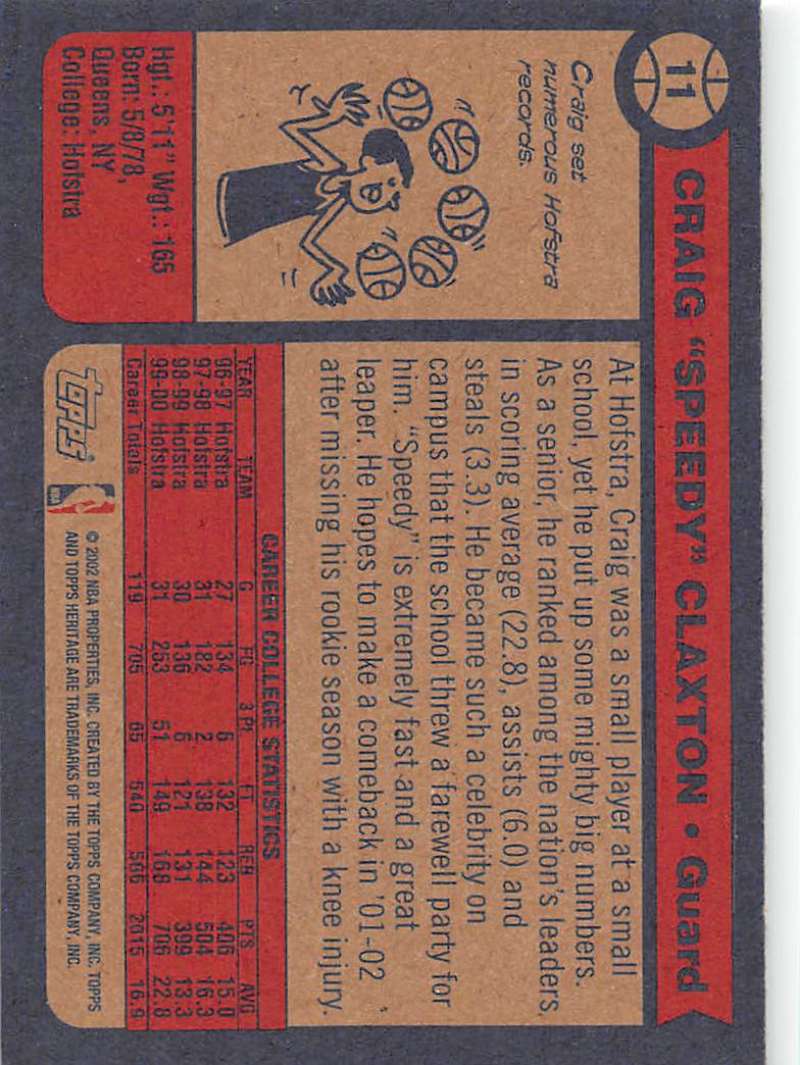 11
CRAIG "SPEEDY" CLAXTON • Guard
Craig set
numerous Hofstra
records.
Hgt.: 5'11" Wgt.: 165
Born: 5/8/78,
Queens, NY
College: Hofstra
At Hofstra, Craig was a small player at a small
school, yet he put up some mighty big numbers.
As a senior, he ranked among the nation's leaders
in scoring average (22.8), assists (6.0) and
steals (3.3). He became such a celebrity on
campus that the school threw a farewell party for
him. "Speedy" is extremely fast and a great
leaper. He hopes to make a comeback in '01-02
after missing his rookie season with a knee injury.
CAREER COLLEGE STATISTICS
YEAR TEAM G FG 3 Pt FT REB PTS AVG
96-97 Hofstra 27 134 6 132 123 406 15.0
97-98 Hofstra 31 182 2 138 144 504 16.3
98-99 Hofstra 30 136 6 121 131 399 13.3
99-00 Hofstra 31 253 51 149 168 706 22.8
Career Totals 119 705 65 540 566 2015 16.9
topps
NBA
© 2002 NBA PROPERTIES, INC. CREATED BY THE TOPPS COMPANY, INC. TOPPS
AND TOPPS HERITAGE ARE TRADEMARKS OF THE TOPPS COMPANY, INC.